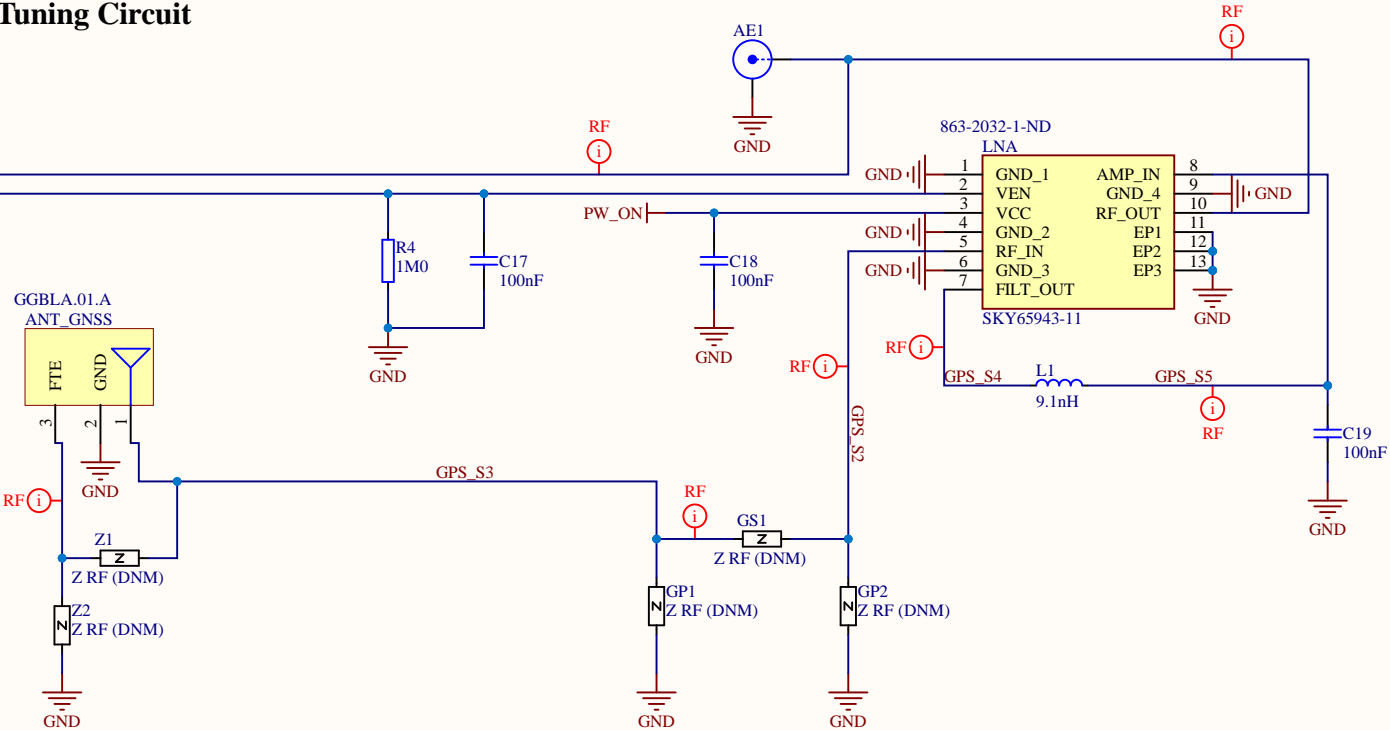 Tuning Circuit
RF
i
AE1
GND
RF
i
863-2032-1-ND
LNA
GND
1
GND_1
AMP_IN
8
2
VEN
GND_4
9
GND
PW_ON
3
VCC
RF_OUT
10
GND
4
GND_2
EP1
11
5
RF_IN
EP2
12
GND
6
GND_3
EP3
13
7
FILT_OUT
SKY65943-11
GND
R4
1M0
C17
100nF
GND
C18
100nF
GND
GGBLA.01.A
ANT_GNSS
FTE
GND
3
2
1
GND
RF
i
RF
i
RF
i
GPS_S4
L1
9.1nH
GPS_S5
i
RF
C19
100nF
GND
GPS_S2
GPS_S3
RF
i
GS1
Z
Z RF (DNM)
Z1
Z
Z RF (DNM)
Z2
Z
Z RF (DNM)
GND
GP1
Z
Z RF (DNM)
GND
GP2
Z
Z RF (DNM)
GND